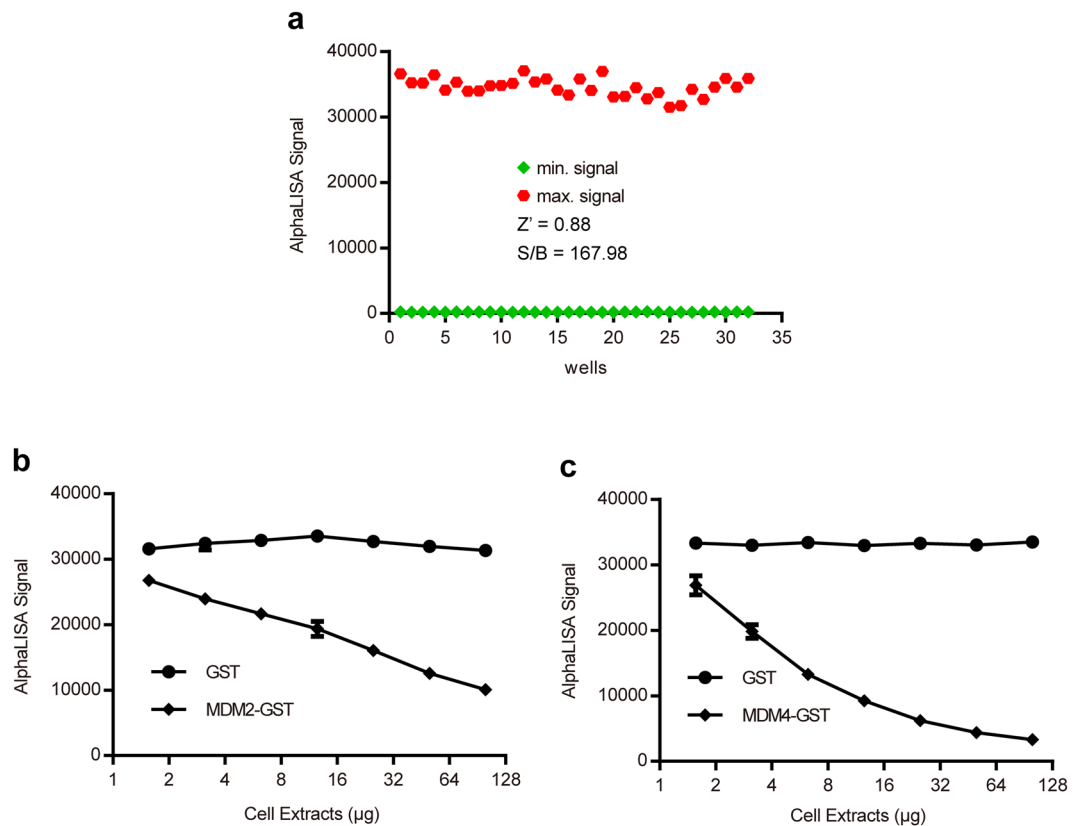 a
40000
30000
20000
10000
0
AlphaLISA Signal
min. signal
max. signal
Z’ = 0.88
S/B = 167.98
0 5 10 15 20 25 30 35
wells
b
40000
30000
20000
10000
0
AlphaLISA Signal
GST
MDM2-GST
1 2 4 8 16 32 64 128
Cell Extracts (µg)
c
40000
30000
20000
10000
0
AlphaLISA Signal
GST
MDM4-GST
1 2 4 8 16 32 64 128
Cell Extracts (µg)